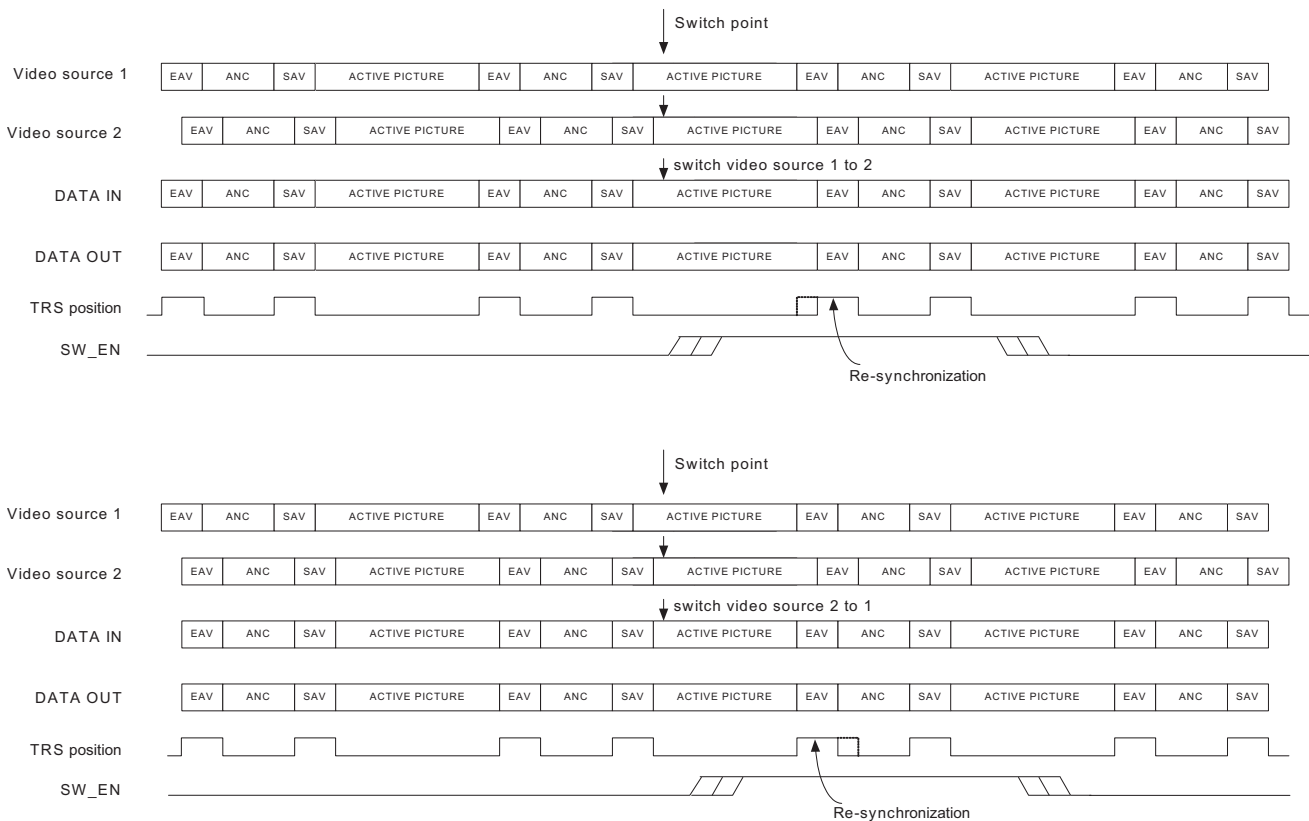 Switch point
Video source 1 EAV ANC SAV ACTIVE PICTURE EAV ANC SAV ACTIVE PICTURE EAV ANC SAV ACTIVE PICTURE EAV ANC SAV
Video source 2 EAV ANC SAV ACTIVE PICTURE EAV ANC SAV ACTIVE PICTURE EAV ANC SAV ACTIVE PICTURE EAV ANC SAV
switch video source 1 to 2
DATA IN EAV ANC SAV ACTIVE PICTURE EAV ANC SAV ACTIVE PICTURE EAV ANC SAV ACTIVE PICTURE EAV ANC SAV
DATA OUT EAV ANC SAV ACTIVE PICTURE EAV ANC SAV ACTIVE PICTURE EAV ANC SAV ACTIVE PICTURE EAV ANC SAV
TRS position
SW_EN
Re-synchronization
Switch point
Video source 1 EAV ANC SAV ACTIVE PICTURE EAV ANC SAV ACTIVE PICTURE EAV ANC SAV ACTIVE PICTURE EAV ANC SAV
Video source 2 EAV ANC SAV ACTIVE PICTURE EAV ANC SAV ACTIVE PICTURE EAV ANC SAV ACTIVE PICTURE EAV ANC SAV
switch video source 2 to 1
DATA IN EAV ANC SAV ACTIVE PICTURE EAV ANC SAV ACTIVE PICTURE EAV ANC SAV ACTIVE PICTURE EAV ANC SAV
DATA OUT EAV ANC SAV ACTIVE PICTURE EAV ANC SAV ACTIVE PICTURE EAV ANC SAV ACTIVE PICTURE EAV ANC SAV
TRS position
SW_EN
Re-synchronization